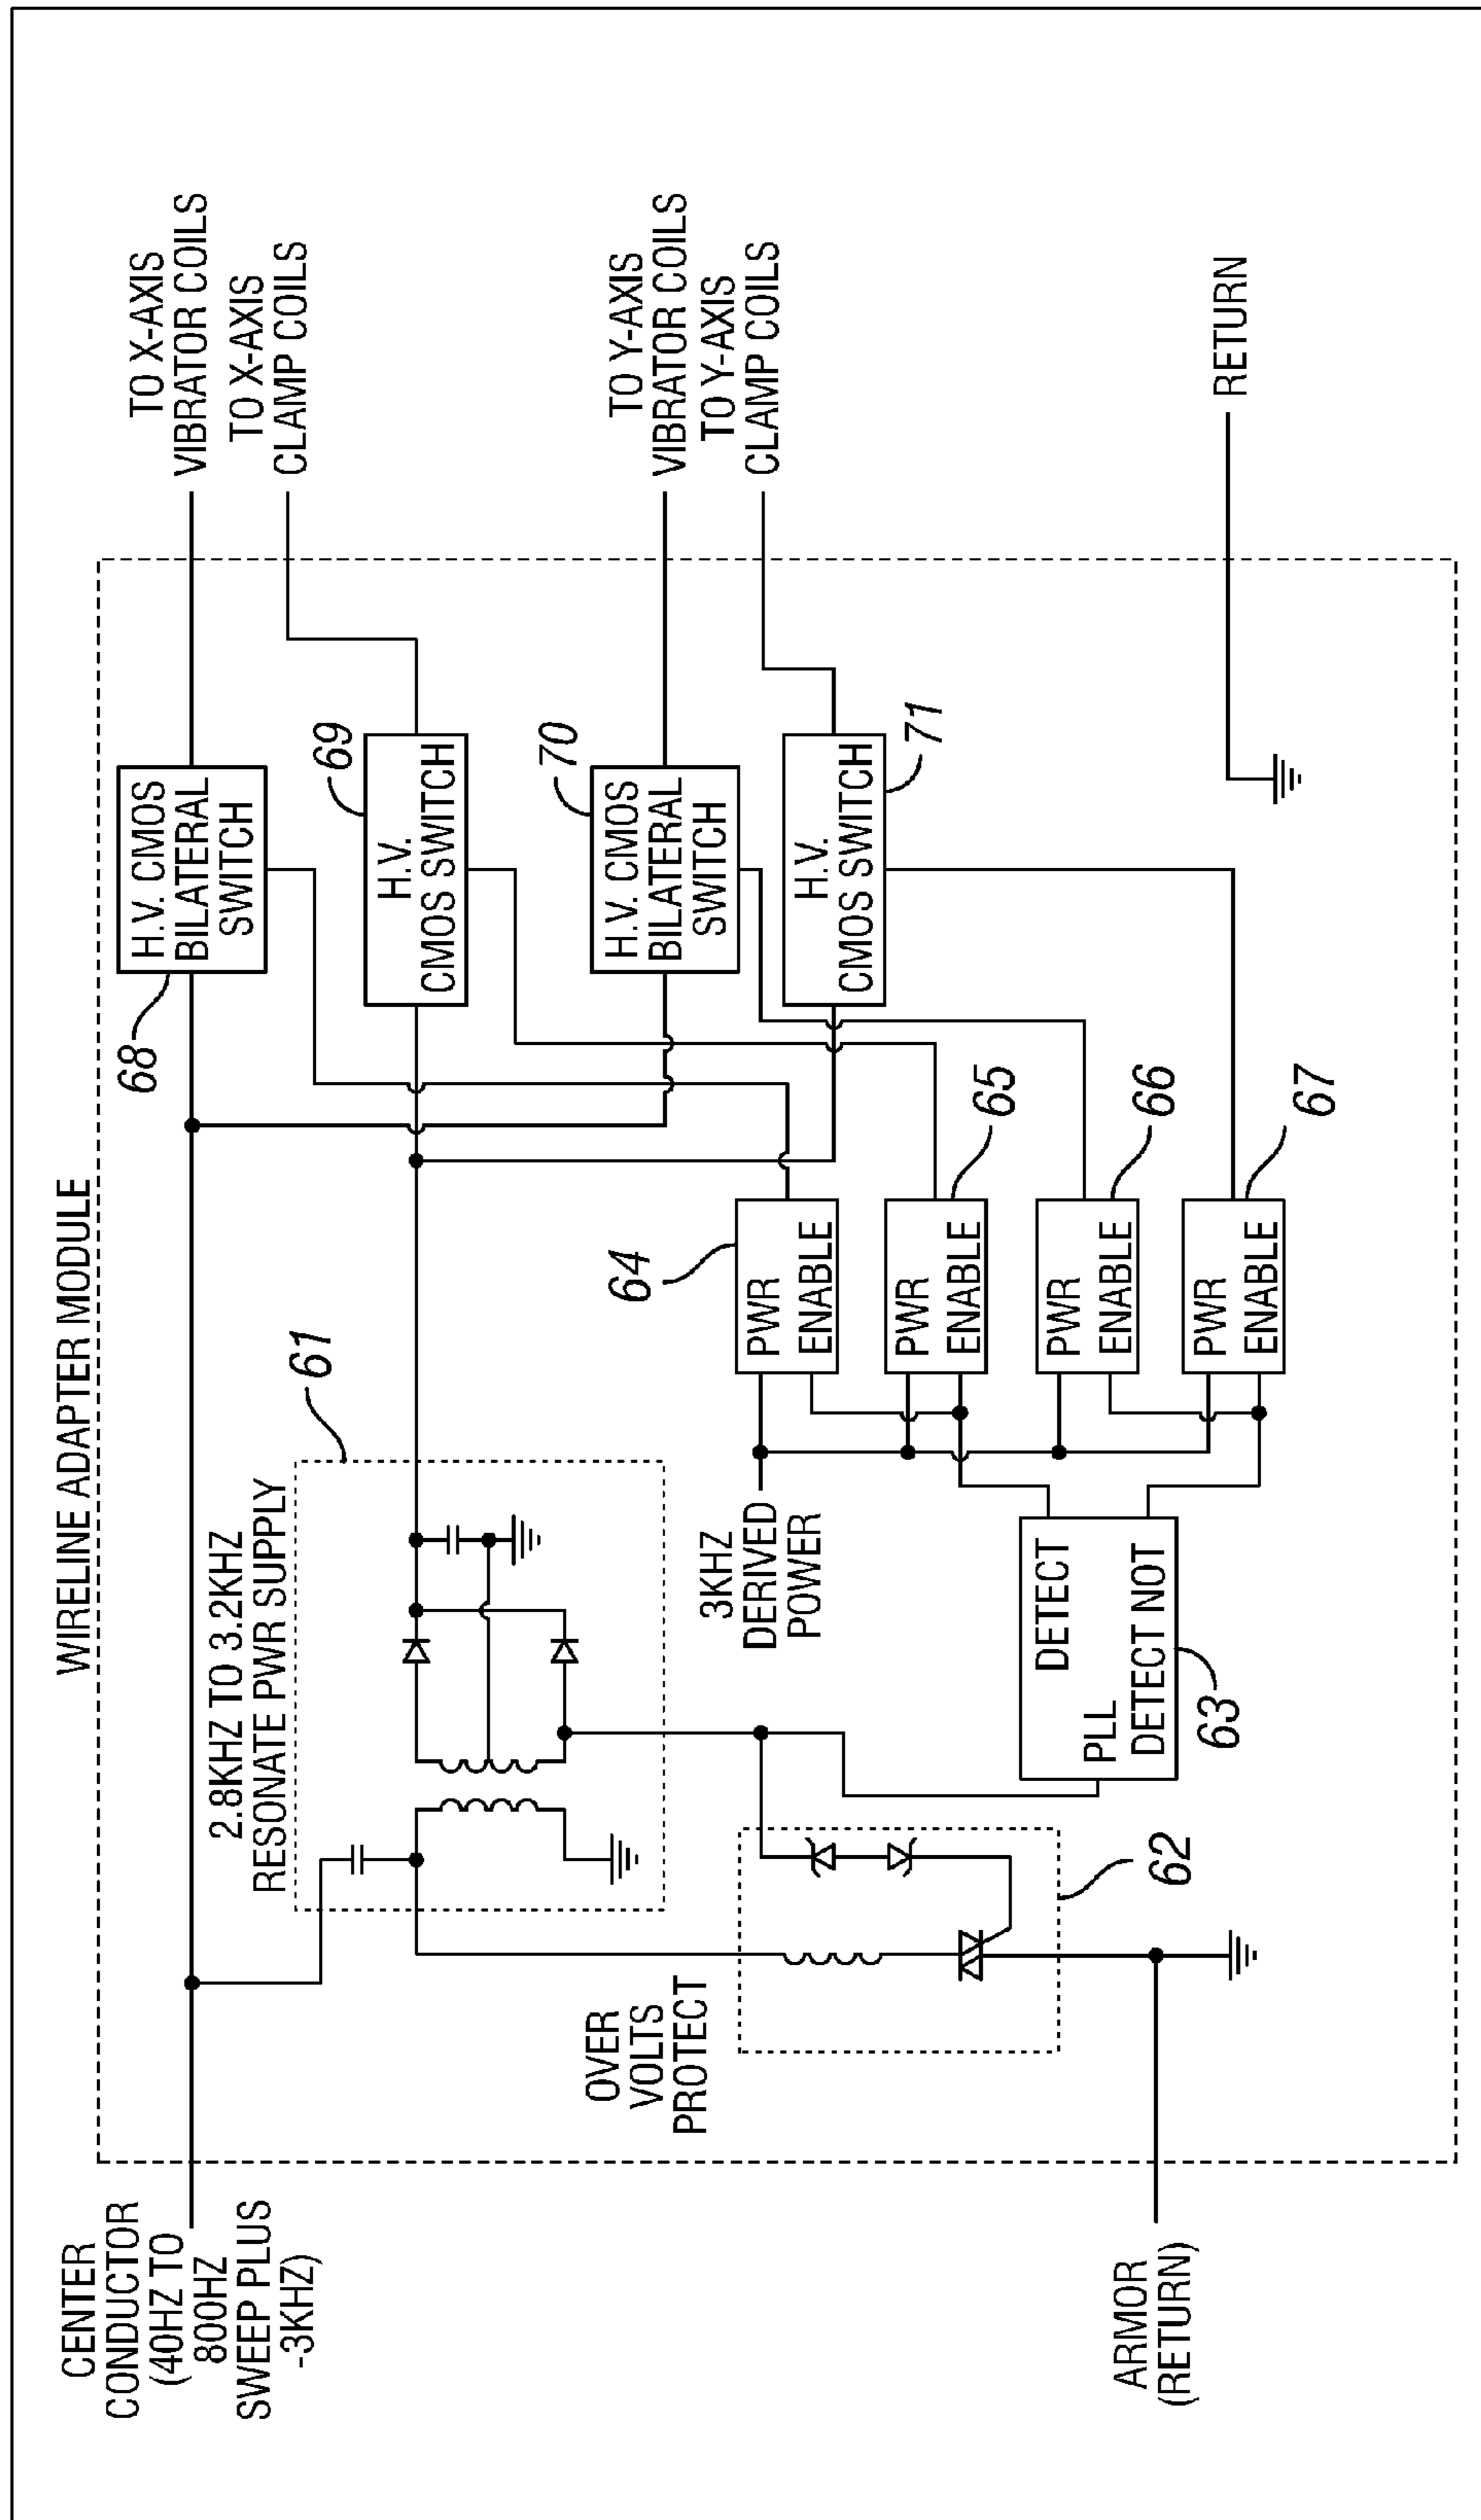 WIRELINE ADAPTER MODULE
CENTER
CONDUCTOR
(40HZ TO
800HZ
SWEEP PLUS
-3KHZ)
2.8KHZ TO 3.2KHZ
RESONATE PWR SUPPLY
61
68
H.V. CMOS
BILATERAL
SWITCH
TO X-AXIS
VIBRATOR COILS
TO X-AXIS
CLAMP COILS
69
H.V.
CMOS SWITCH
70
H.V. CMOS
BILATERAL
SWITCH
TO Y-AXIS
VIBRATOR COILS
TO Y-AXIS
CLAMP COILS
H.V.
CMOS SWITCH
71
OVER
VOLTS
PROTECT
62
3KHZ
DERIVED
POWER
64
PWR
ENABLE
PWR
ENABLE
65
PWR
ENABLE
66
PWR
ENABLE
67
DETECT
PLL
DETECT NOT
63
ARMOR
(RETURN)
RETURN